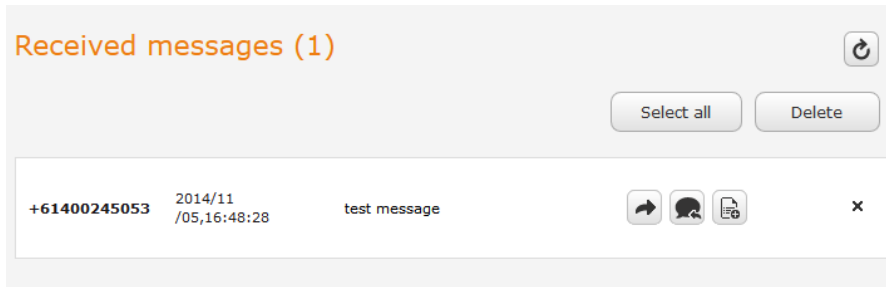 Received messages (1)
Select all
Delete
+61400245053
2014/11
/05,16:48:28
test message